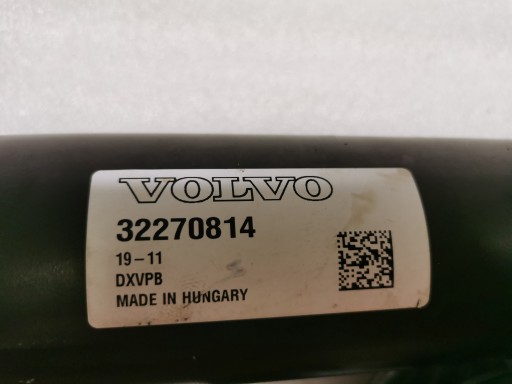 VOLVO
32270814
19-11
DXVPB
MADE IN HUNGARY